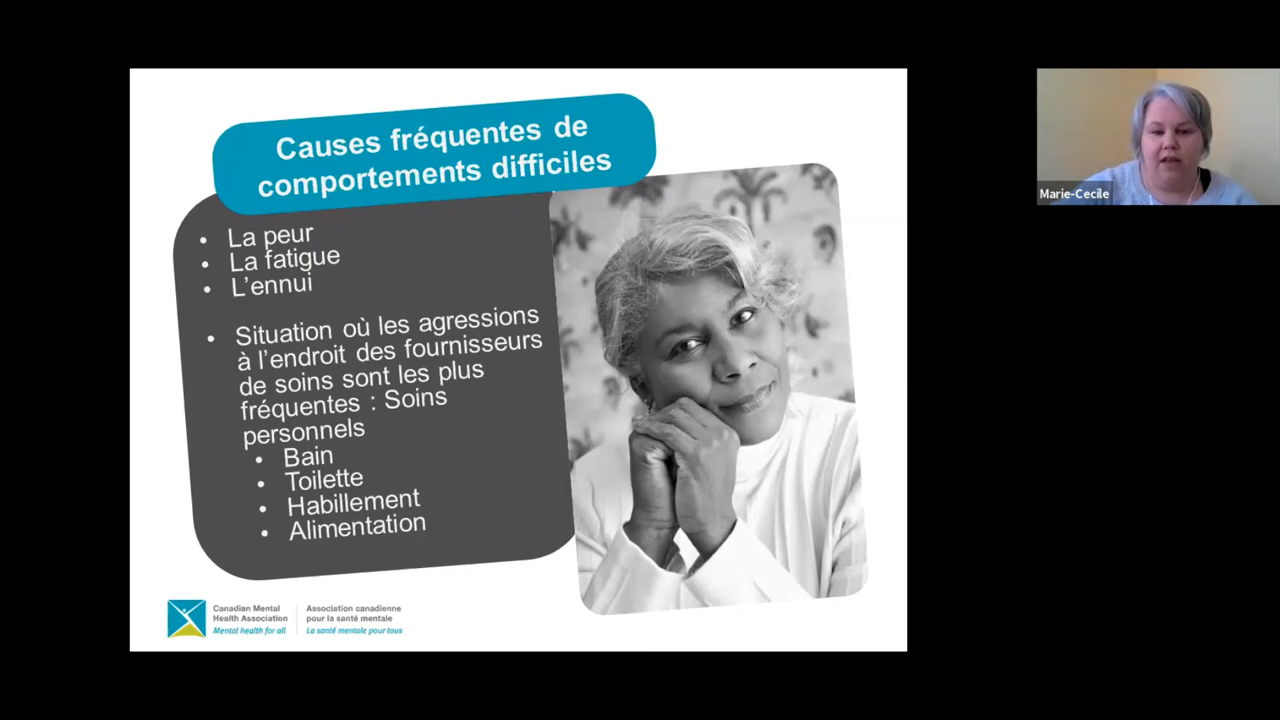 Causes fréquentes de
comportements difficiles
• La peur
• La fatigue
• L'ennui
• Situation où les agressions
à l'endroit des fournisseurs
de soins sont les plus
fréquentes : Soins
personnels
• Bain
• Toilette
• Habillement
• Alimentation
Canadian Mental
Health Association
Mental health for all
Association canadienne
pour la santé mentale
La santé mentale pour tous
Marie-Cecile